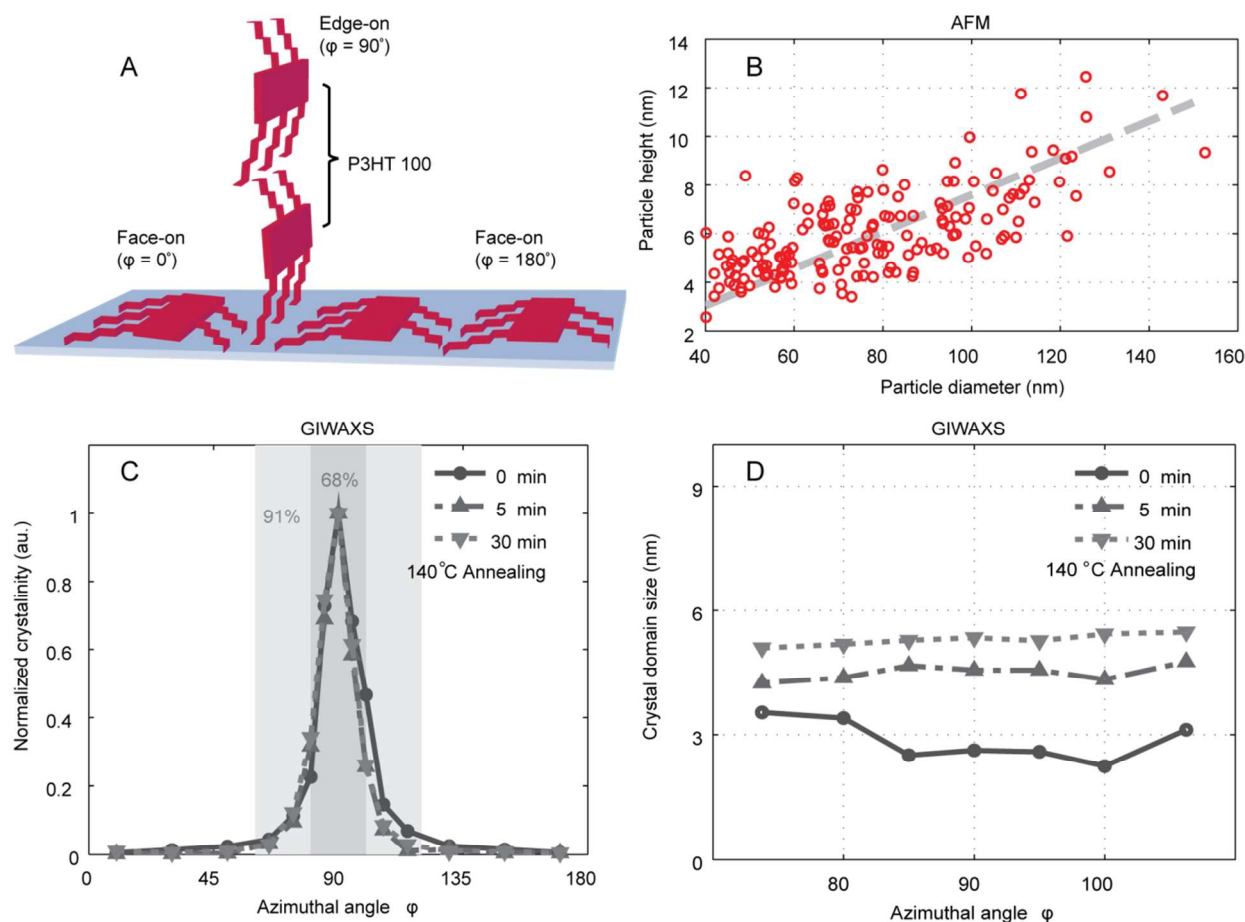 A
Edge-on
(φ = 90°)
P3HT 100
Face-on
(φ = 0°)
Face-on
(φ = 180°)
AFM
B
14
12
10
8
6
4
2
40
60
80
100
120
140
160
Particle height (nm)
Particle diameter (nm)
GIWAXS
C
68%
91%
0 min
5 min
30 min
140°C Annealing
1
0.8
0.6
0.4
0.2
0
0
45
90
135
180
Normalized crystalinity (au.)
Azimuthal angle φ
GIWAXS
D
0 min
5 min
30 min
140 °C Annealing
9
6
3
0
80
90
100
Crystal domain size (nm)
Azimuthal angle φ